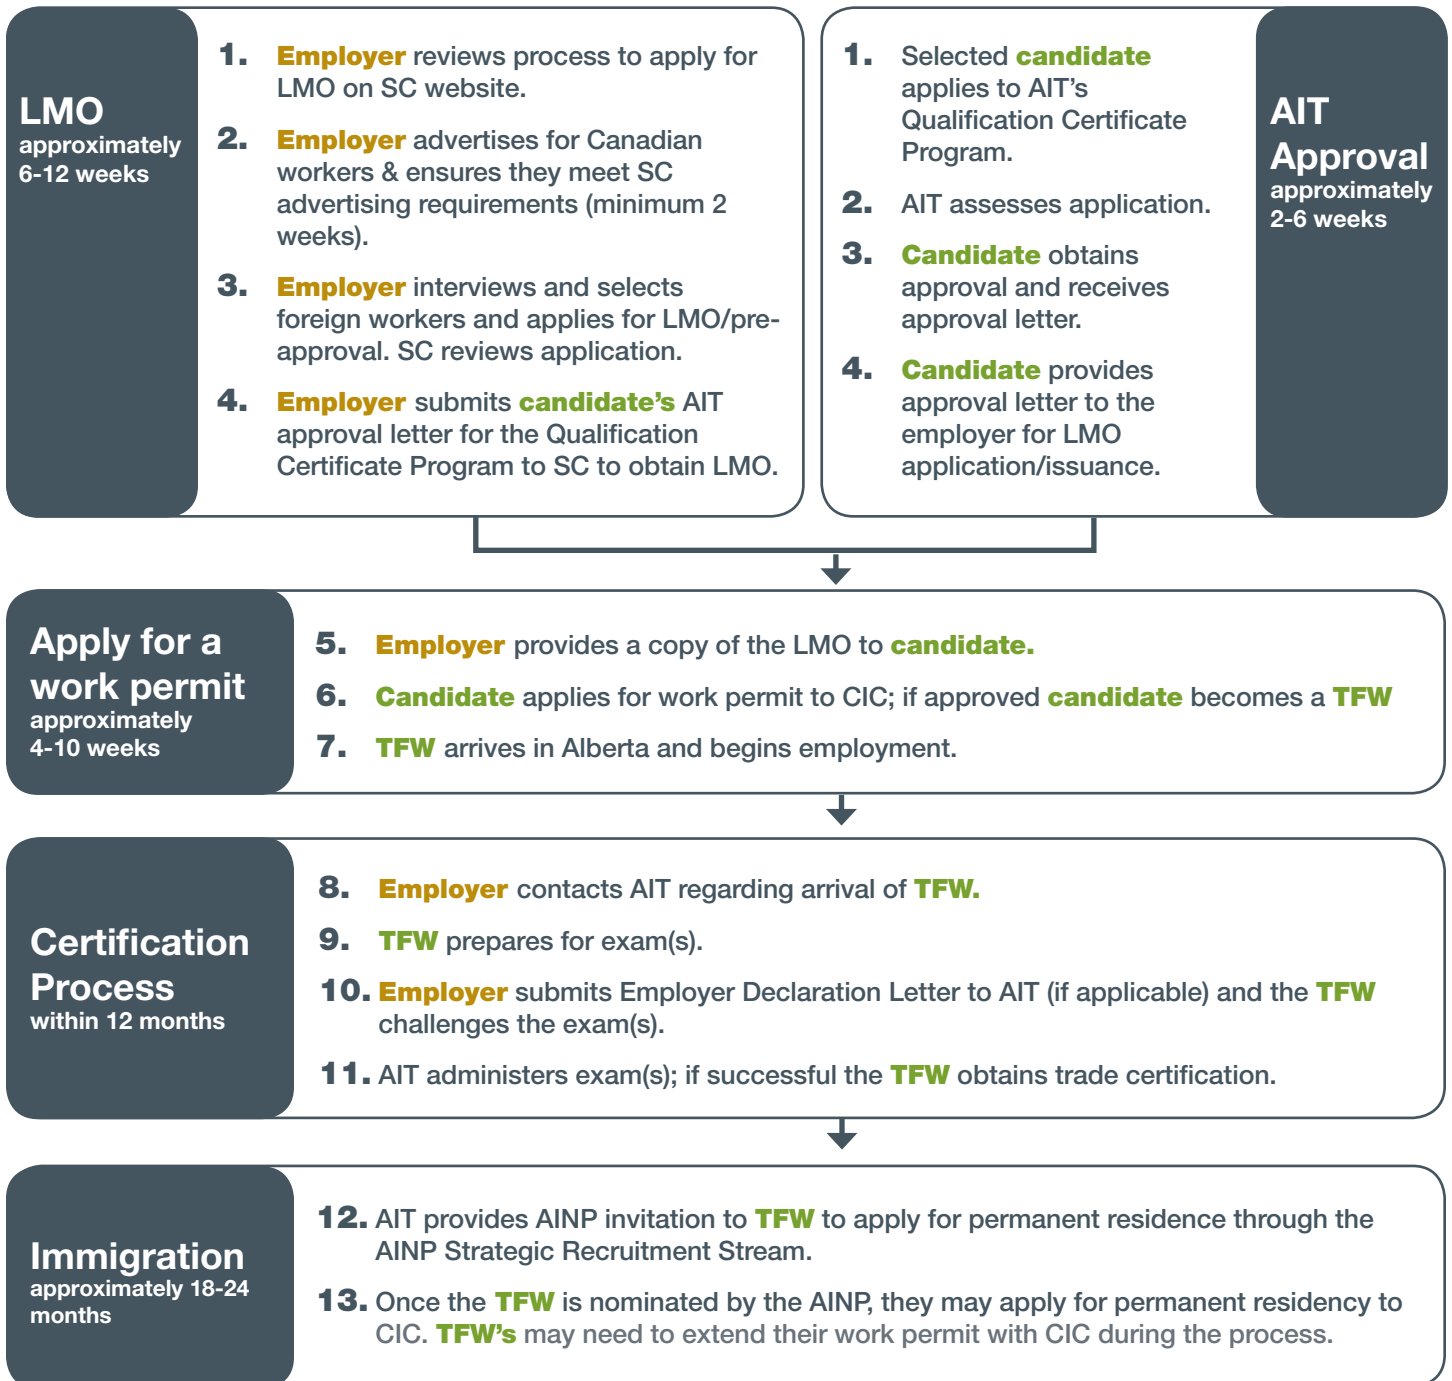 LMO
approximately
6-12 weeks
1. Employer reviews process to apply for
LMO on SC website.
2. Employer advertises for Canadian
workers & ensures they meet SC
advertising requirements (minimum 2
weeks).
3. Employer interviews and selects
foreign workers and applies for LMO/pre-
approval. SC reviews application.
4. Employer submits candidate’s AIT
approval letter for the Qualification
Certificate Program to SC to obtain LMO.
1. Selected candidate
applies to AIT’s
Qualification Certificate
Program.
2. AIT assesses application.
3. Candidate obtains
approval and receives
approval letter.
4. Candidate provides
approval letter to the
employer for LMO
application/issuance.
AIT
Approval
approximately
2-6 weeks
Apply for a
work permit
approximately
4-10 weeks
5. Employer provides a copy of the LMO to candidate.
6. Candidate applies for work permit to CIC; if approved candidate becomes a TFW
7. TFW arrives in Alberta and begins employment.
Certification
Process
within 12 months
8. Employer contacts AIT regarding arrival of TFW.
9. TFW prepares for exam(s).
10. Employer submits Employer Declaration Letter to AIT (if applicable) and the TFW
challenges the exam(s).
11. AIT administers exam(s); if successful the TFW obtains trade certification.
Immigration
approximately 18-24
months
12. AIT provides AINP invitation to TFW to apply for permanent residence through the
AINP Strategic Recruitment Stream.
13. Once the TFW is nominated by the AINP, they may apply for permanent residency to
CIC. TFW’s may need to extend their work permit with CIC during the process.